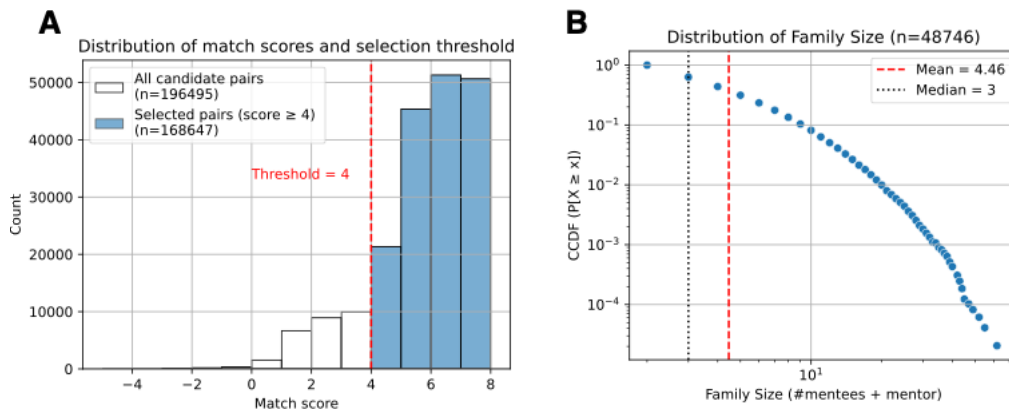 A
Distribution of match scores and selection threshold
All candidate pairs
(n=196495)
Selected pairs (score ≥ 4)
(n=168647)
Threshold = 4
Count
50000
40000
30000
20000
10000
0
−4
−2
0
2
4
6
8
Match score
B
Distribution of Family Size (n=48746)
Mean = 4.46
Median = 3
CCDF (P[X ≥ x])
10⁰
10⁻¹
10⁻²
10⁻³
10⁻⁴
10¹
Family Size (#mentees + mentor)